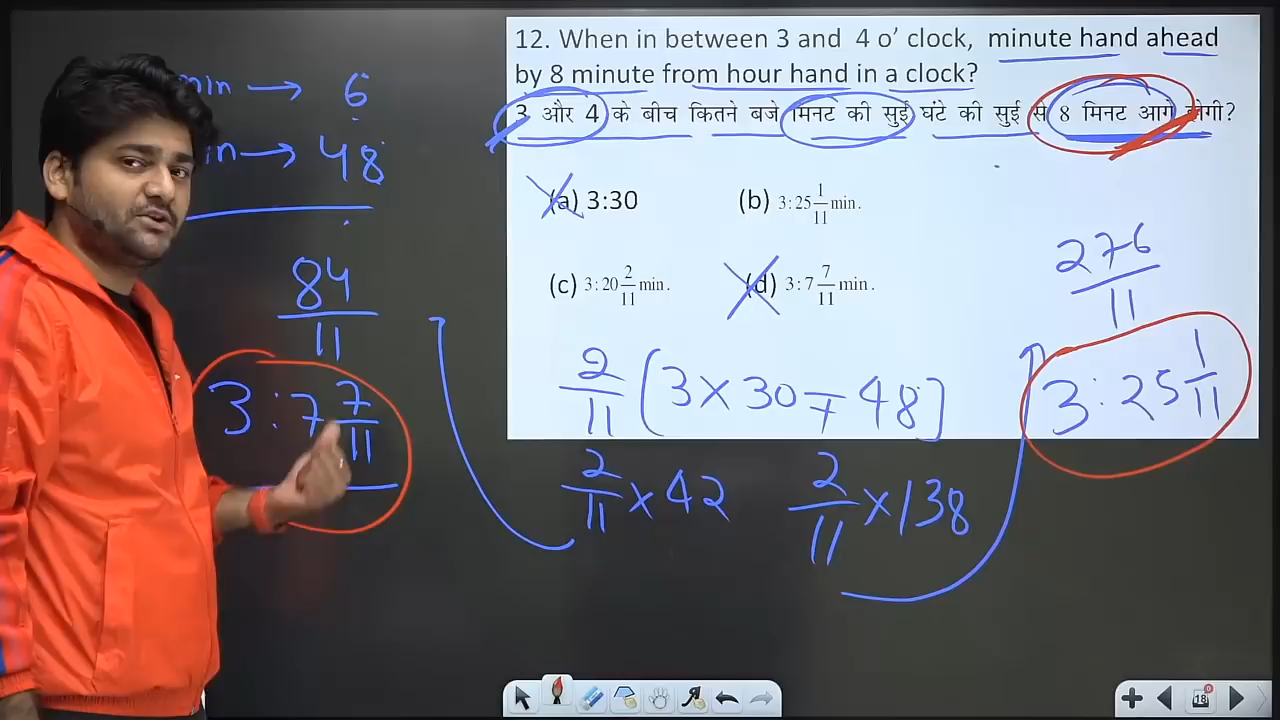 12. When in between 3 and 4 o' clock, minute hand ahead
by 8 minute from hour hand in a clock?
3 और 4 के बीच कितने बजे मिनट की सुई घंटे की सुई से 8 मिनट आगे होगी?
(a) 3:30
(b) 3:25 1/11 min.
(c) 3:20 2/11 min.
(d) 3:7 7/11 min.
min → 6
→ 48
84/11
3:7 7/11
2/11 (3×30 ∓ 48]
2/11 × 42
2/11 × 138
276/11
3:25 1/11
18